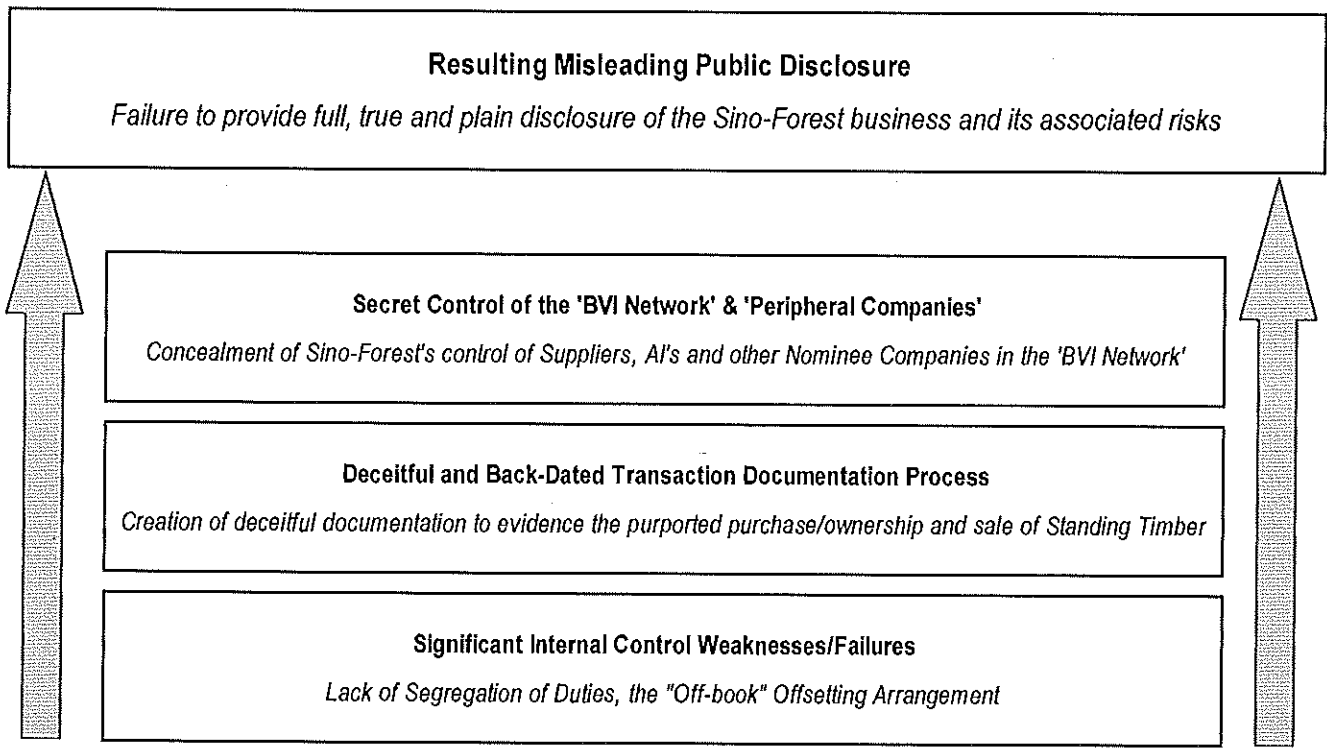 Resulting Misleading Public Disclosure
Failure to provide full, true and plain disclosure of the Sino-Forest business and its associated risks
Secret Control of the 'BVI Network' & 'Peripheral Companies'
Concealment of Sino-Forest's control of Suppliers, AI's and other Nominee Companies in the 'BVI Network'
Deceitful and Back-Dated Transaction Documentation Process
Creation of deceitful documentation to evidence the purported purchase/ownership and sale of Standing Timber
Significant Internal Control Weaknesses/Failures
Lack of Segregation of Duties, the "Off-book" Offsetting Arrangement